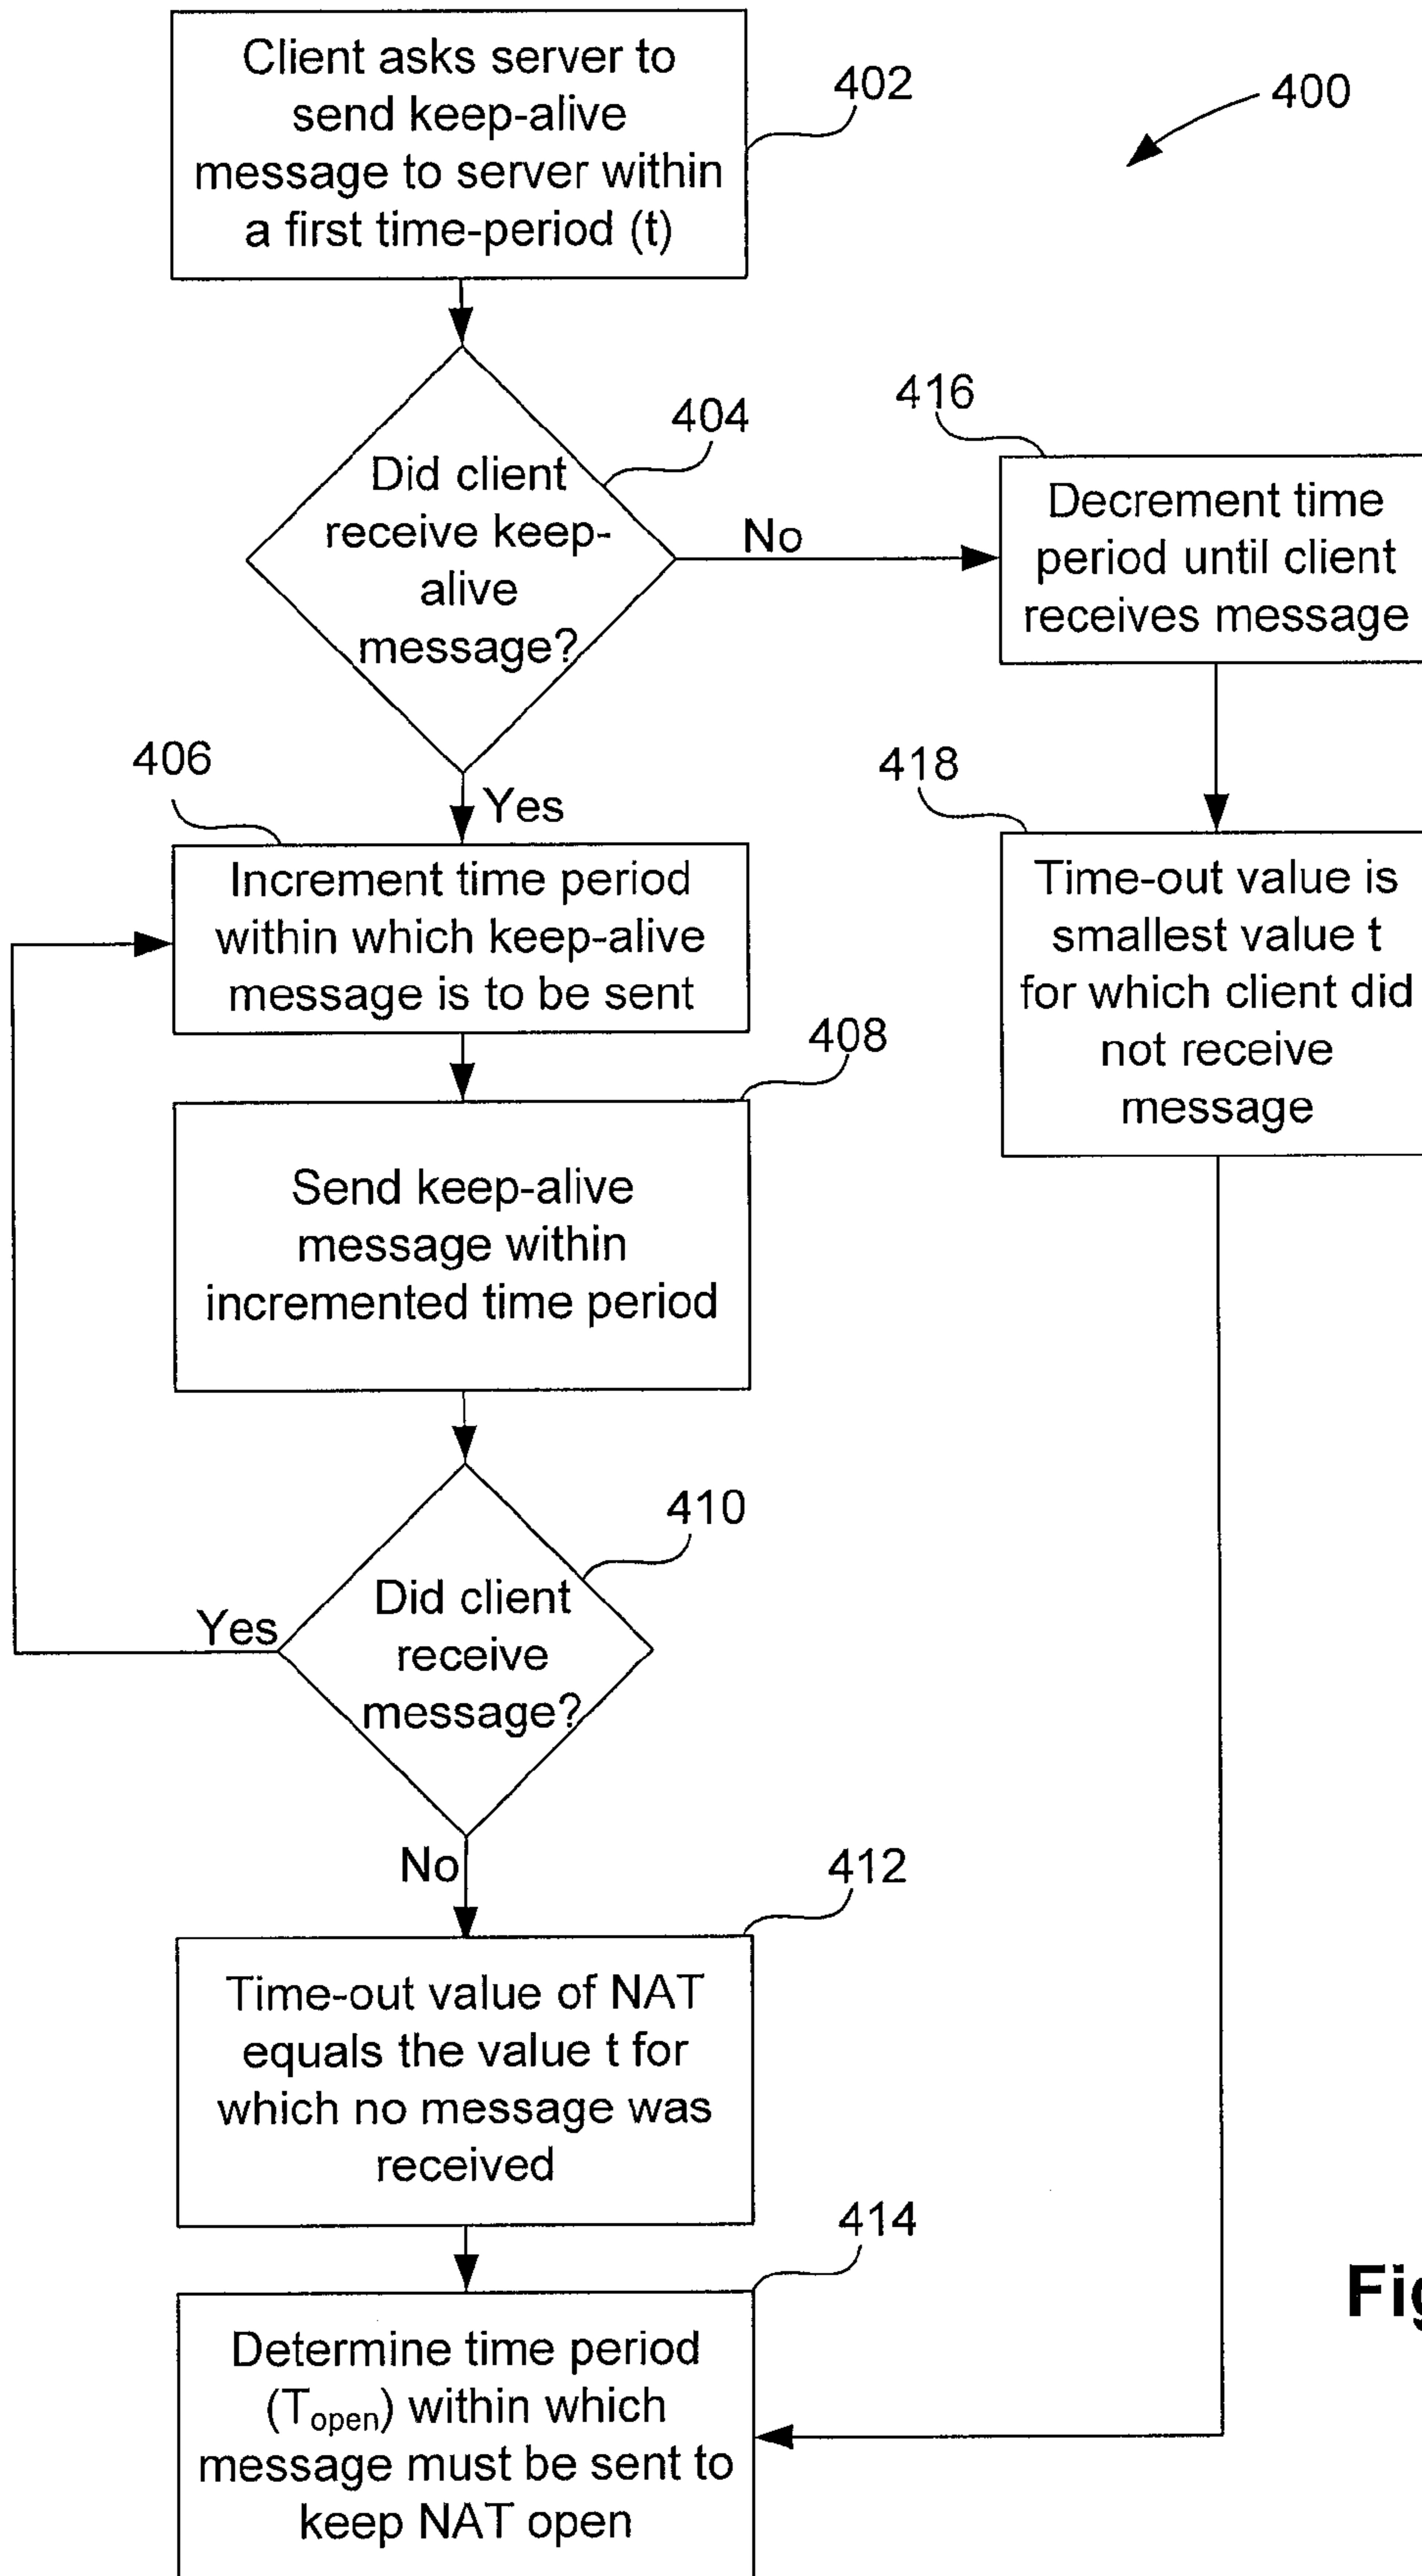 Client asks server to
send keep-alive
message to server within
a first time-period (t)
402
400
Did client
receive keep-
alive
message?
404
No
416
Decrement time
period until client
receives message
Yes
406
Increment time period
within which keep-alive
message is to be sent
418
Time-out value is
smallest value t
for which client did
not receive
message
408
Send keep-alive
message within
incremented time period
410
Did client
receive
message?
Yes
No
412
Time-out value of NAT
equals the value t for
which no message was
received
414
Determine time period
(Topen) within which
message must be sent to
keep NAT open